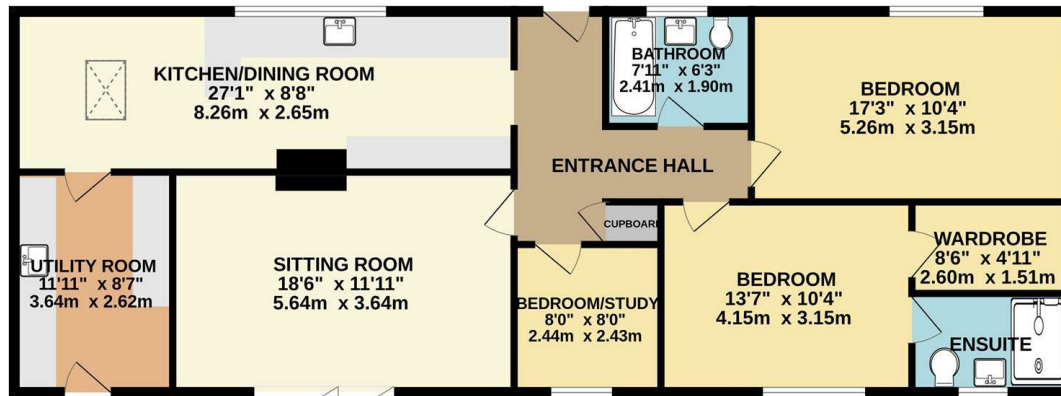 KITCHEN/DINING ROOM
27'1" x 8'8"
8.26m x 2.65m
BATHROOM
7'11" x 6'3"
2.41m x 1.90m
BEDROOM
17'3" x 10'4"
5.26m x 3.15m
ENTRANCE HALL
CUPBOARD
UTILITY ROOM
11'11" x 8'7"
3.64m x 2.62m
SITTING ROOM
18'6" x 11'11"
5.64m x 3.64m
BEDROOM/STUDY
8'0" x 8'0"
2.44m x 2.43m
BEDROOM
13'7" x 10'4"
4.15m x 3.15m
WARDROBE
8'6" x 4'11"
2.60m x 1.51m
ENSUITE